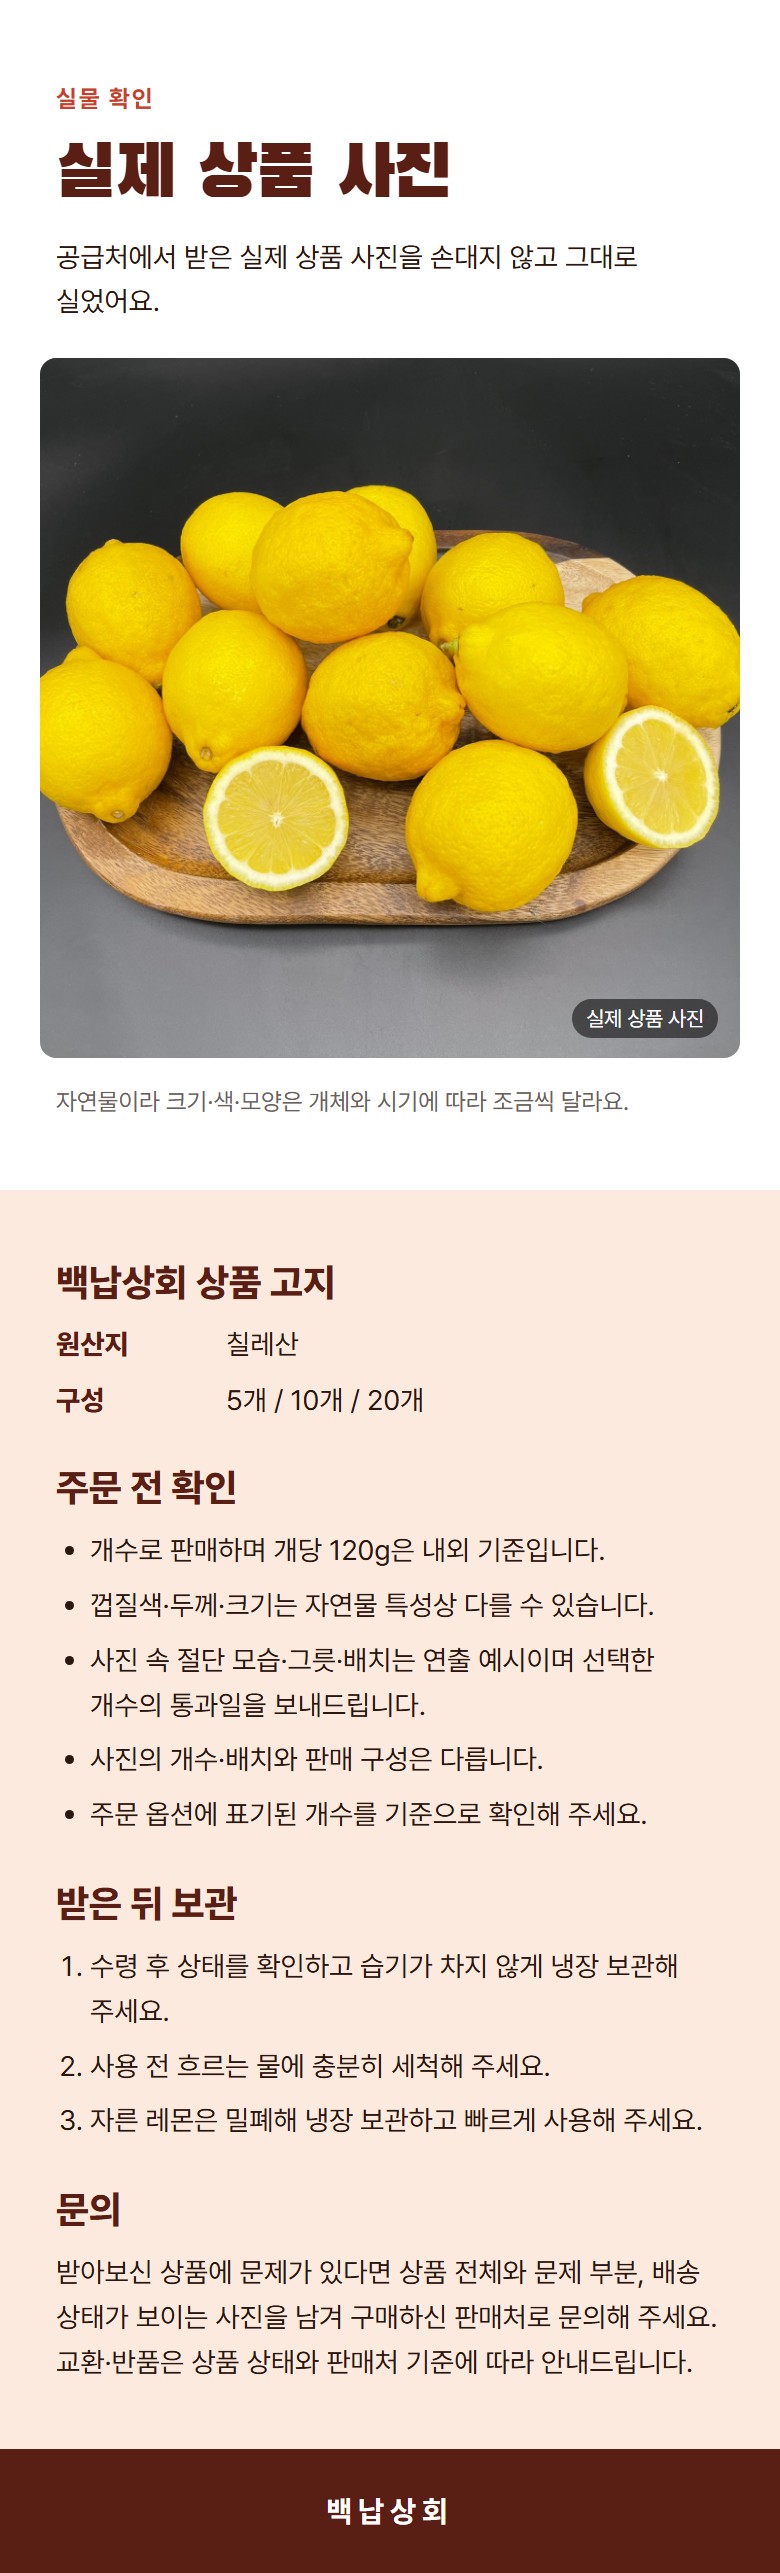 실물 확인
실제 상품 사진
공급처에서 받은 실제 상품 사진을 손대지 않고 그대로
실었어요.
실제 상품 사진
자연물이라 크기·색·모양은 개체와 시기에 따라 조금씩 달라요.
백납상회 상품 고지
원산지 칠레산
구성 5개 / 10개 / 20개
주문 전 확인
• 개수로 판매하며 개당 120g은 내외 기준입니다.
• 껍질색·두께·크기는 자연물 특성상 다를 수 있습니다.
• 사진 속 절단 모습·그릇·배치는 연출 예시이며 선택한
개수의 통과일을 보내드립니다.
• 사진의 개수·배치와 판매 구성은 다릅니다.
• 주문 옵션에 표기된 개수를 기준으로 확인해 주세요.
받은 뒤 보관
1. 수령 후 상태를 확인하고 습기가 차지 않게 냉장 보관해
주세요.
2. 사용 전 흐르는 물에 충분히 세척해 주세요.
3. 자른 레몬은 밀폐해 냉장 보관하고 빠르게 사용해 주세요.
문의
받아보신 상품에 문제가 있다면 상품 전체와 문제 부분, 배송
상태가 보이는 사진을 남겨 구매하신 판매처로 문의해 주세요.
교환·반품은 상품 상태와 판매처 기준에 따라 안내드립니다.
백납상회